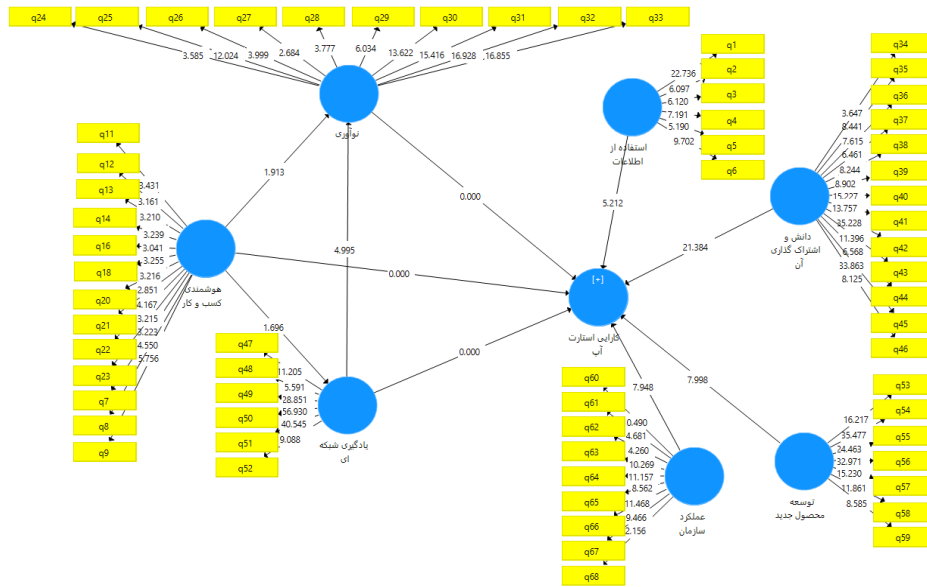 q24
q25
q26
q27
q28
q29
q30
q31
q32
q33
3.585
12.024
3.999
2.684
3.777
6.034
13.622
15.416
16.928
16.855
نوآوری
q1
q2
q3
q4
q5
q6
22.736
6.097
6.120
7.191
5.190
9.702
استفاده از
اطلاعات
q34
q35
q36
q37
q38
q39
q40
q41
q42
q43
q44
q45
q46
3.647
8.441
7.615
6.461
8.244
8.902
15.227
13.757
35.228
11.396
6.568
33.863
8.125
دانش و
اشتراک گذاری
آن
q11
q12
q13
q14
q16
q18
q20
q21
q22
q23
q7
q8
q9
3.431
3.161
3.210
3.239
3.041
3.255
3.216
2.851
4.167
3.215
3.223
4.550
5.756
هوشمندی
کسب و کار
1.913
4.995
0.000
5.212
21.384
0.000
1.696
0.000
[+]
کارایی استارت
آپ
q47
q48
q49
q50
q51
q52
11.205
5.591
28.851
56.930
40.545
9.088
یادگیری شبکه
ای
7.948
7.998
q60
q61
q62
q63
q64
q65
q66
q67
q68
0.490
4.681
4.260
10.269
11.157
8.562
11.468
9.466
2.156
عملکرد
سازمان
q53
q54
q55
q56
q57
q58
q59
16.217
35.477
24.463
32.971
15.230
11.861
8.585
توسعه
محصول جدید